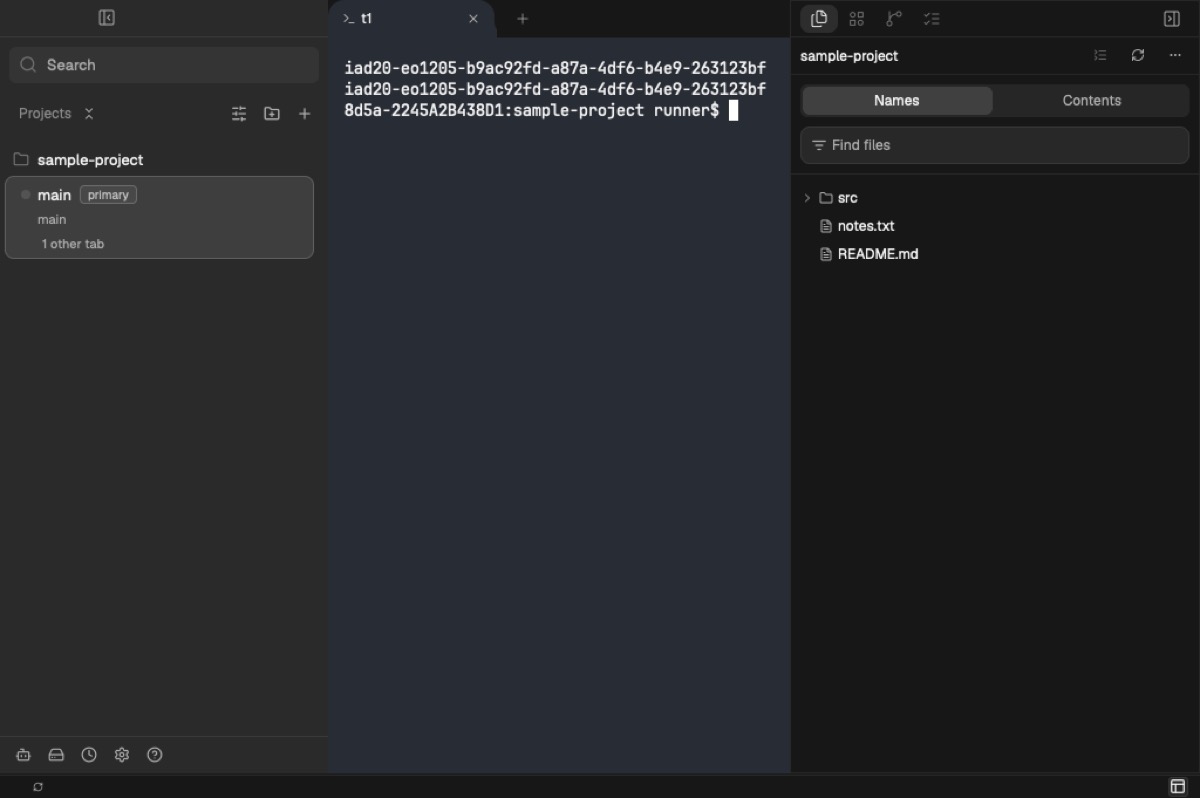 t1
Search
Projects
sample-project
main primary
main
1 other tab
iad20-eo1205-b9ac92fd-a87a-4df6-b4e9-263123bf
iad20-eo1205-b9ac92fd-a87a-4df6-b4e9-263123bf
8d5a-2245A2B438D1:sample-project runner$
sample-project
Names Contents
Find files
src
notes.txt
README.md